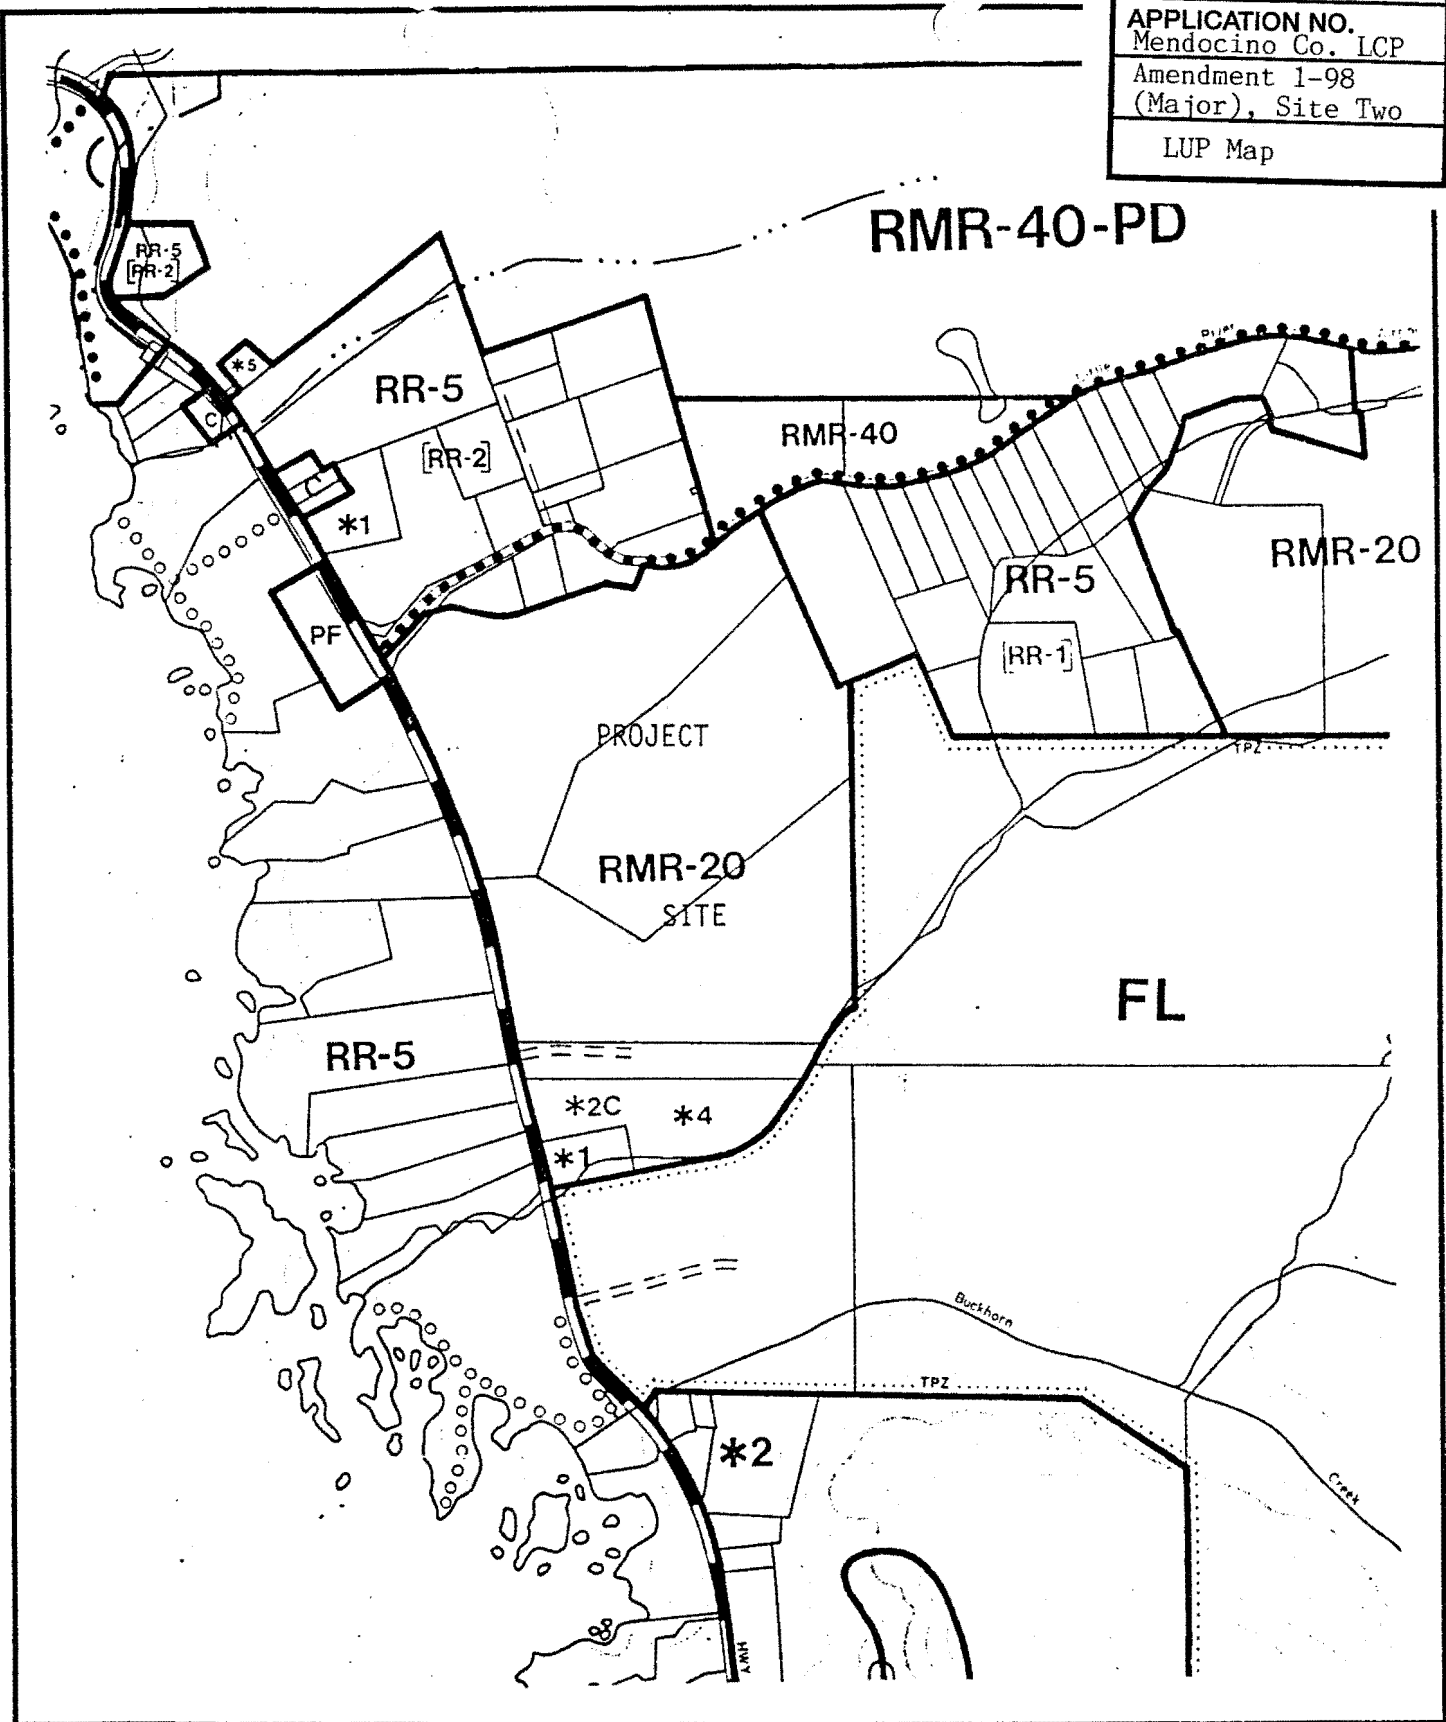 APPLICATION NO.
Mendocino Co. LCP
Amendment 1-98
(Major), Site Two
LUP Map
RMR-40-PD
RR-5
[RR-2]
*5
RR-5
C
RMR-40
[RR-2]
C
*1
RMR-20
RR-5
PF
[RR-1]
PROJECT
TPZ
RMR-20
SITE
FL
RR-5
*2C
*4
*1
Buckhorn
TPZ
*2
Creek
HWY